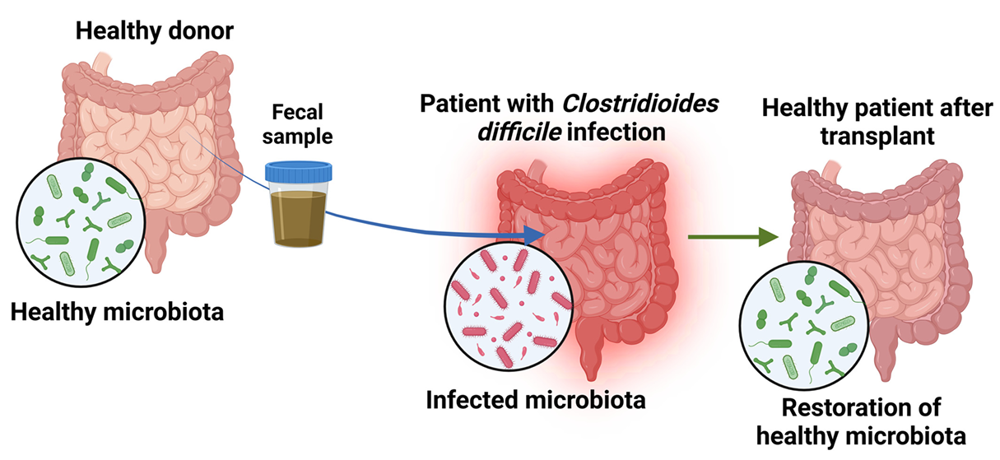 Healthy donor
Fecal
sample
Healthy microbiota
Patient with Clostridioides
difficile infection
Infected microbiota
Healthy patient after
transplant
Restoration of
healthy microbiota